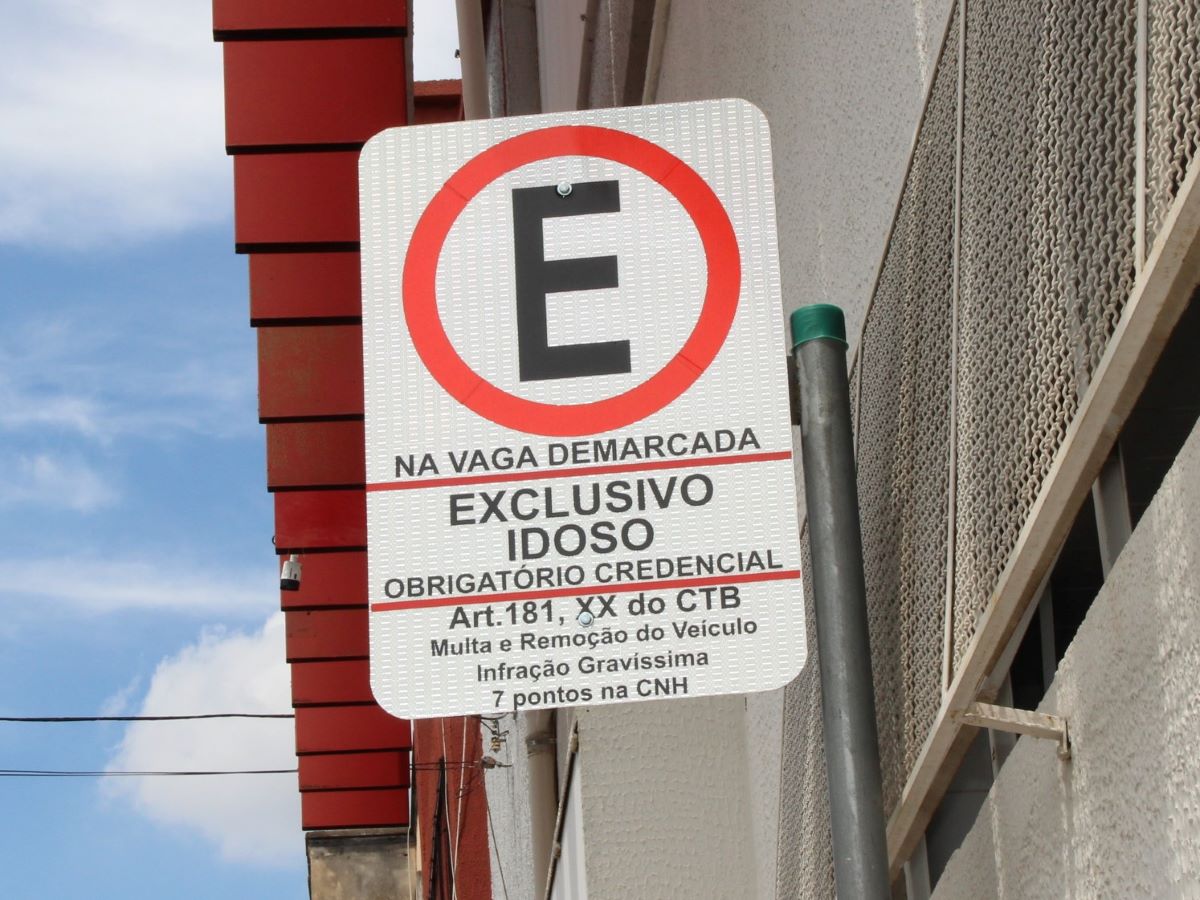 E
NA VAGA DEMARCADA
EXCLUSIVO
IDOSO
OBRIGATÓRIO CREDENCIAL
Art.181, XX do CTB
Multa e Remoção do Veículo
Infração Gravíssima
7 pontos na CNH